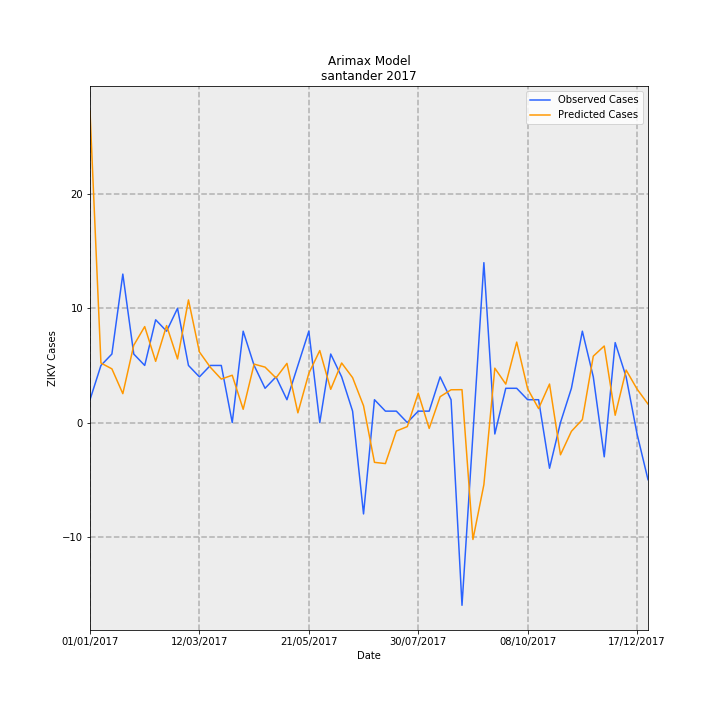 Arimax Model
santander 2017
Observed Cases
Predicted Cases
ZIKV Cases
20
10
0
−10
01/01/2017
12/03/2017
21/05/2017
30/07/2017
08/10/2017
17/12/2017
Date